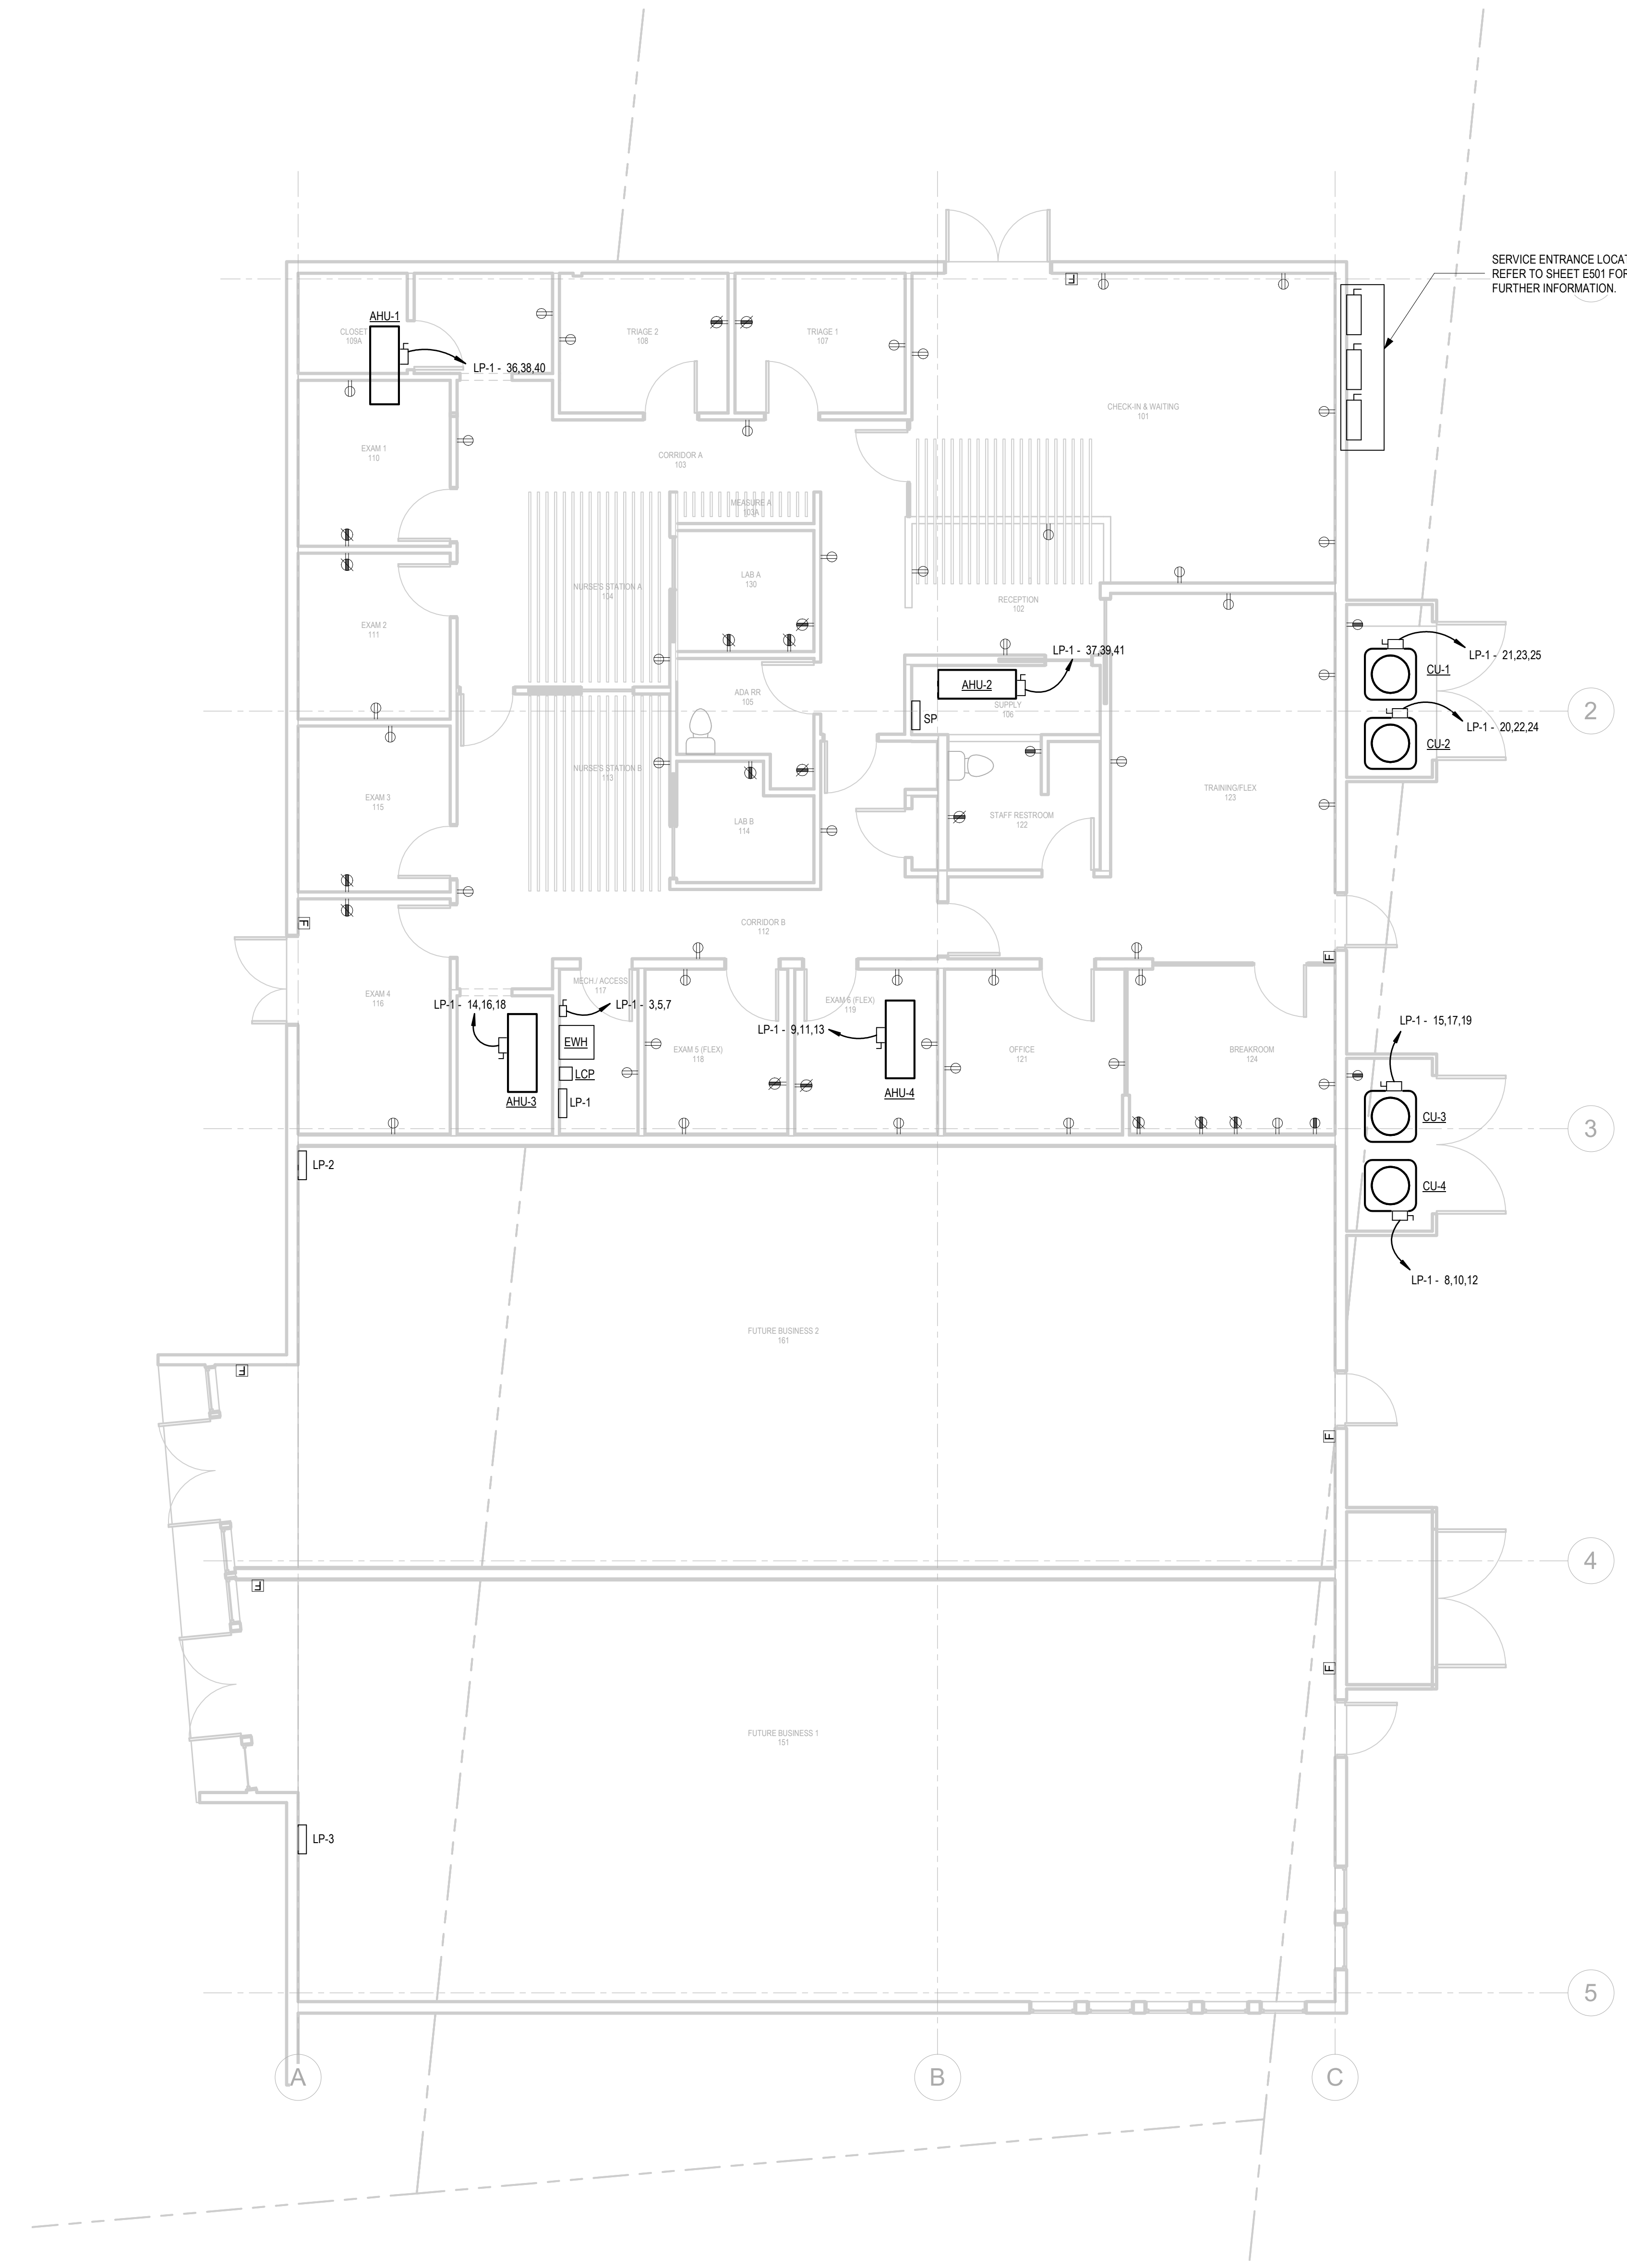 SERVICE ENTRANCE LOCAT
REFER TO SHEET E501 FOR
FURTHER INFORMATION.
AHU-1
CLOSET
109A
LP-1 - 36,38,40
TRIAGE 2
108
TRIAGE 1
107
F
CHECK-IN & WAITING
101
EXAM 1
110
CORRIDOR A
103
MEASURE A
103A
NURSE'S STATION A
104
LAB A
130
RECEPTION
102
EXAM 2
111
LP-1 - 37,39,41
AHU-2
SUPPLY
106
SP
ADA RR
105
LP-1 - 21,23,25
CU-1
2
LP-1 - 20,22,24
CU-2
NURSE'S STATION B
113
EXAM 3
115
LAB B
114
STAFF RESTROOM
122
TRAINING/FLEX
123
F
CORRIDOR B
112
F
EXAM 4
116
LP-1 - 14,16,18
AHU-3
MECH./ ACCESS
117
LP-1 - 3,5,7
EWH
LCP
LP-1
EXAM 5 (FLEX)
118
EXAM 6 (FLEX)
119
LP-1 - 9,11,13
AHU-4
OFFICE
121
BREAKROOM
124
LP-1 - 15,17,19
CU-3
3
CU-4
LP-1 - 8,10,12
LP-2
FUTURE BUSINESS 2
161
F
F
4
F
F
FUTURE BUSINESS 1
151
LP-3
5
A
B
C